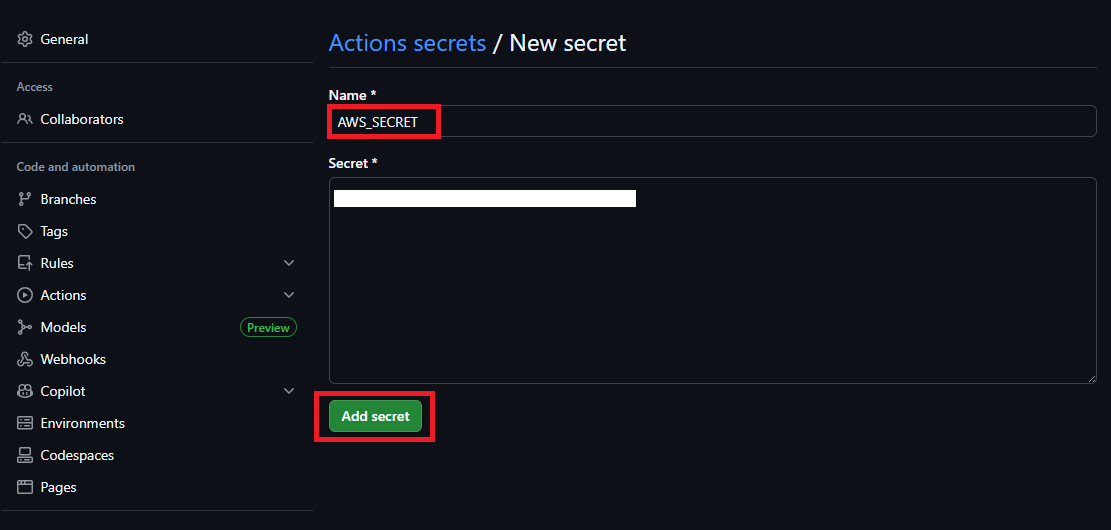 General
Access
Collaborators
Code and automation
Branches
Tags
Rules
Actions
Models Preview
Webhooks
Copilot
Environments
Codespaces
Pages
Actions secrets / New secret
Name *
AWS_SECRET
Secret *
Add secret